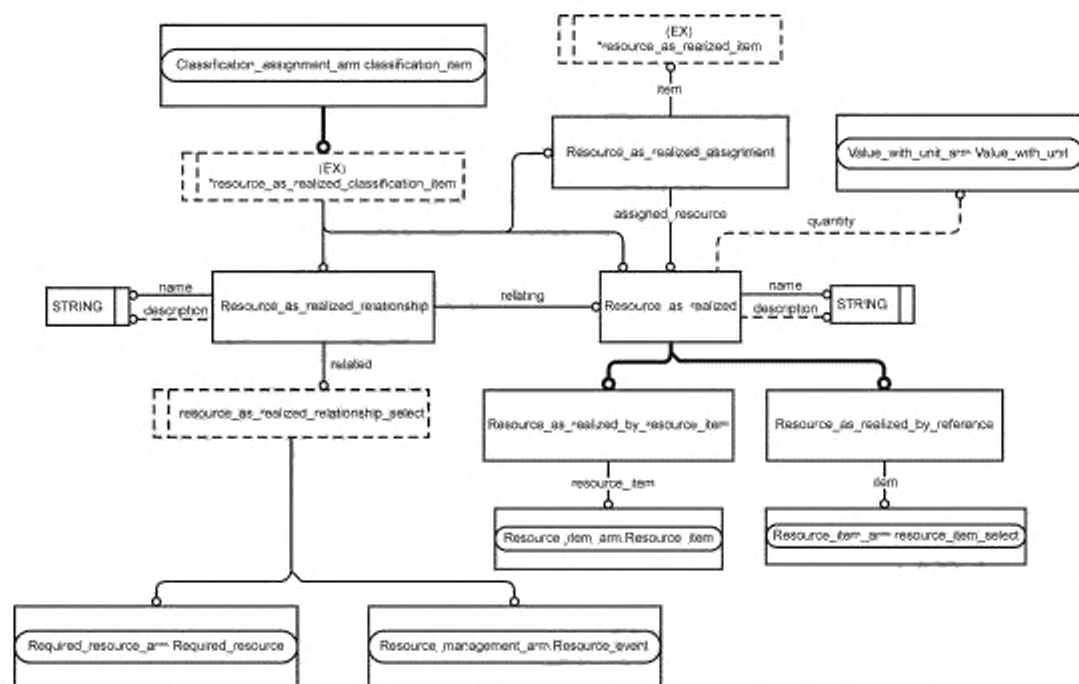 (EX)
*resource_as_realized_item
Classification_assignment_arm.classification_item
item
Resource_as_realized_assignment
Value_with_unit_arm.Value_with_unit
(EX)
*resource_as_realized_classification_item
assigned_resource
quantity
STRING
name
description
Resource_as_realized_relationship
relating
Resource_as_realized
name
description
STRING
related
resource_as_realized_relationship_select
Resource_as_realized_by_resource_item
Resource_as_realized_by_reference
resource_item
item
Resource_item_arm.Resource_item
Resource_item_arm.resource_item_select
Required_resource_arm.Required_resource
Resource_management_arm.Resource_event